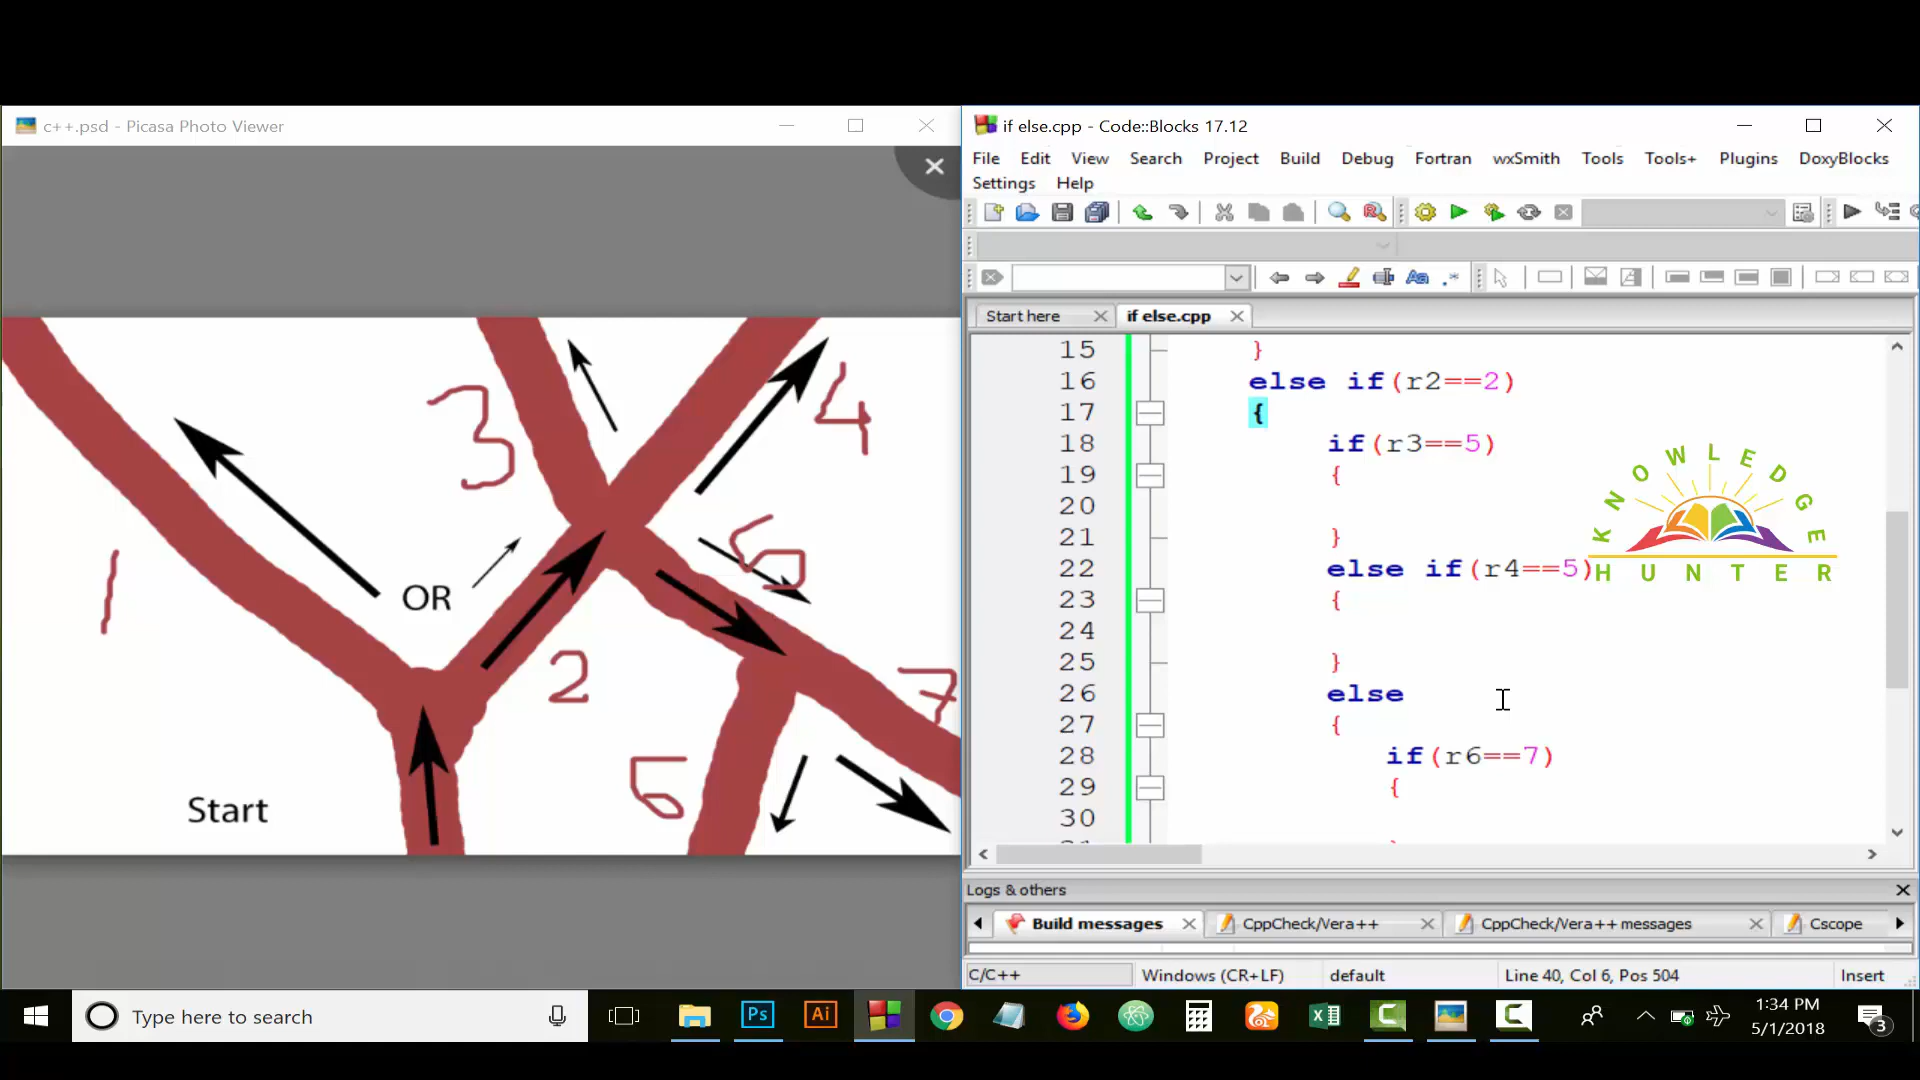 c++.psd - Picasa Photo Viewer
3
4
5
1
OR
2
7
6
Start
if else.cpp - Code::Blocks 17.12
File Edit View Search Project Build Debug Fortran wxSmith Tools Tools+ Plugins DoxyBlocks
Settings Help
Start here if else.cpp
15 }
16 else if(r2==2)
17 {
18 if(r3==5)
19 {
20
21 }
22 else if(r4==5)
23 {
24
25 }
26 else
27 {
28 if(r6==7)
29 {
30
KNOWLEDGE
HUNTER
Logs & others
Build messages CppCheck/Vera++ CppCheck/Vera++ messages Cscope
C/C++ Windows (CR+LF) default Line 40, Col 6, Pos 504 Insert
Type here to search
Ps
Ai
1:34 PM
5/1/2018
3